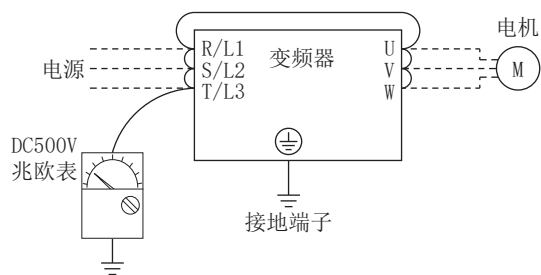 电机
R/L1
S/L2
T/L3
变频器
U
V
W
M
电源
DC500V
兆欧表
接地端子